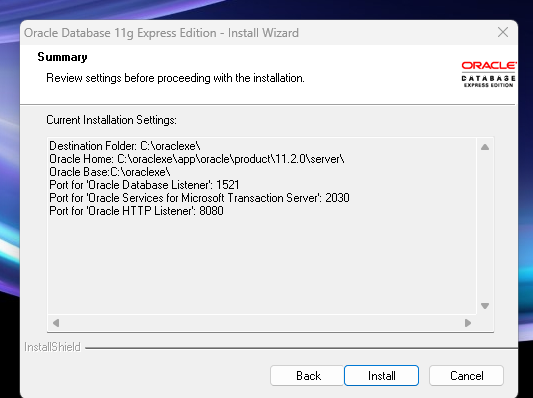 Oracle Database 11g Express Edition - Install Wizard
Summary
Review settings before proceeding with the installation.
ORACLE
DATABASE
EXPRESS EDITION
Current Installation Settings:
Destination Folder: C:\oraclexe\
Oracle Home: C:\oraclexe\app\oracle\product\11.2.0\server\
Oracle Base:C:\oraclexe\
Port for 'Oracle Database Listener': 1521
Port for 'Oracle Services for Microsoft Transaction Server': 2030
Port for 'Oracle HTTP Listener': 8080
InstallShield
Back Install Cancel